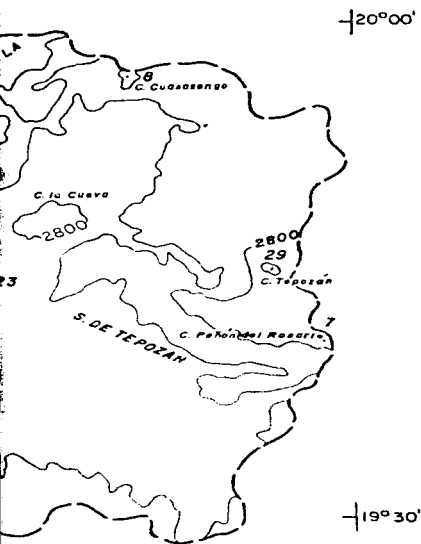 20°00'
LA
8
C. Cuasasengo
C. la Cueva
2800
2800
29
C. Tepozán
23
7
S. DE TEPOZAN
C. Peñón del Rosario
19°30'